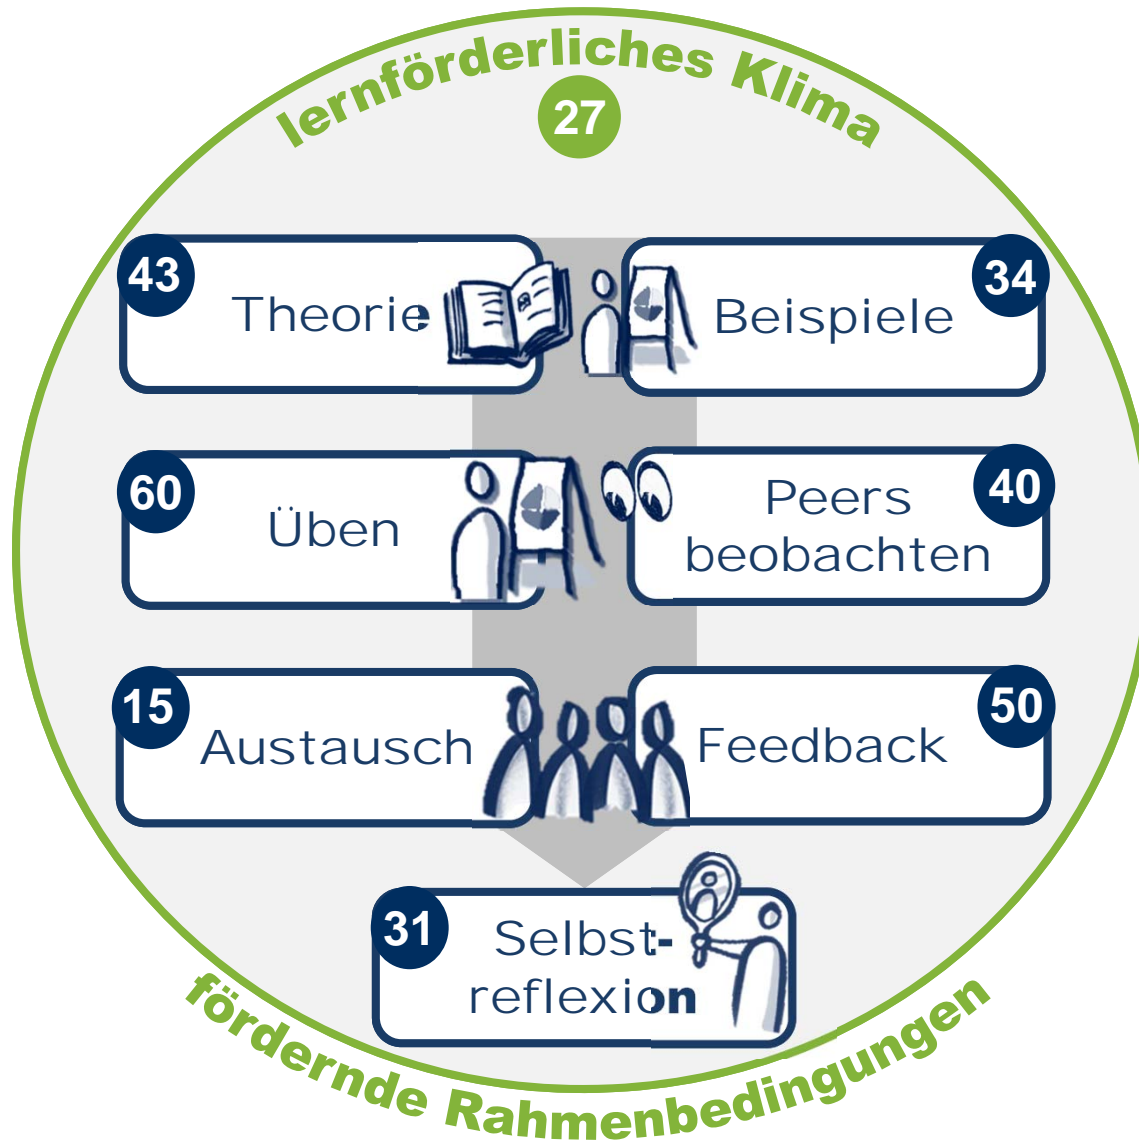 lernförderliches Klima
27
43
Theorie
34
Beispiele
60
Üben
40
Peers
beobachten
15
Austausch
50
Feedback
31
Selbst-
reflexion
fördernde Rahmenbedingungen